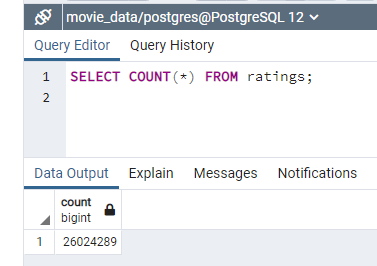 movie_data/postgres@PostgreSQL 12
Query Editor Query History
1 SELECT COUNT(*) FROM ratings;
2
Data Output Explain Messages Notifications
count
bigint
1 26024289